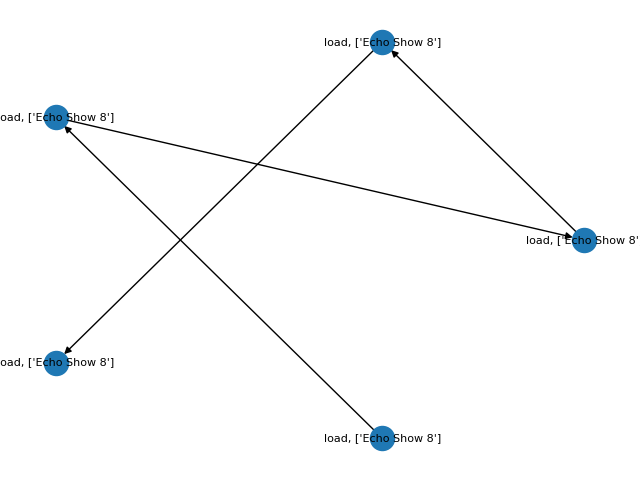 load, ['Echo Show 8']
oad, ['Echo Show 8']
load, ['Echo Show 8'
oad, ['Echo Show 8']
load, ['Echo Show 8']